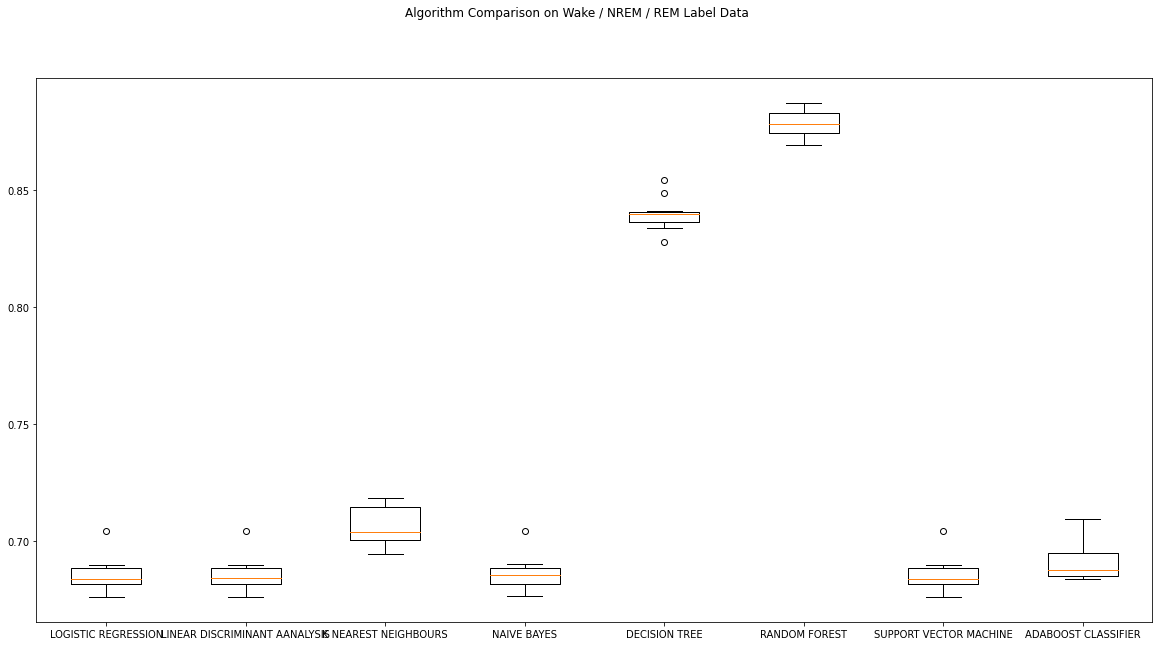 Algorithm Comparison on Wake / NREM / REM Label Data
0.85
0.80
0.75
0.70
LOGISTIC REGRESSION LINEAR DISCRIMINANT AANALYSIS K NEAREST NEIGHBOURS NAIVE BAYES DECISION TREE RANDOM FOREST SUPPORT VECTOR MACHINE ADABOOST CLASSIFIER